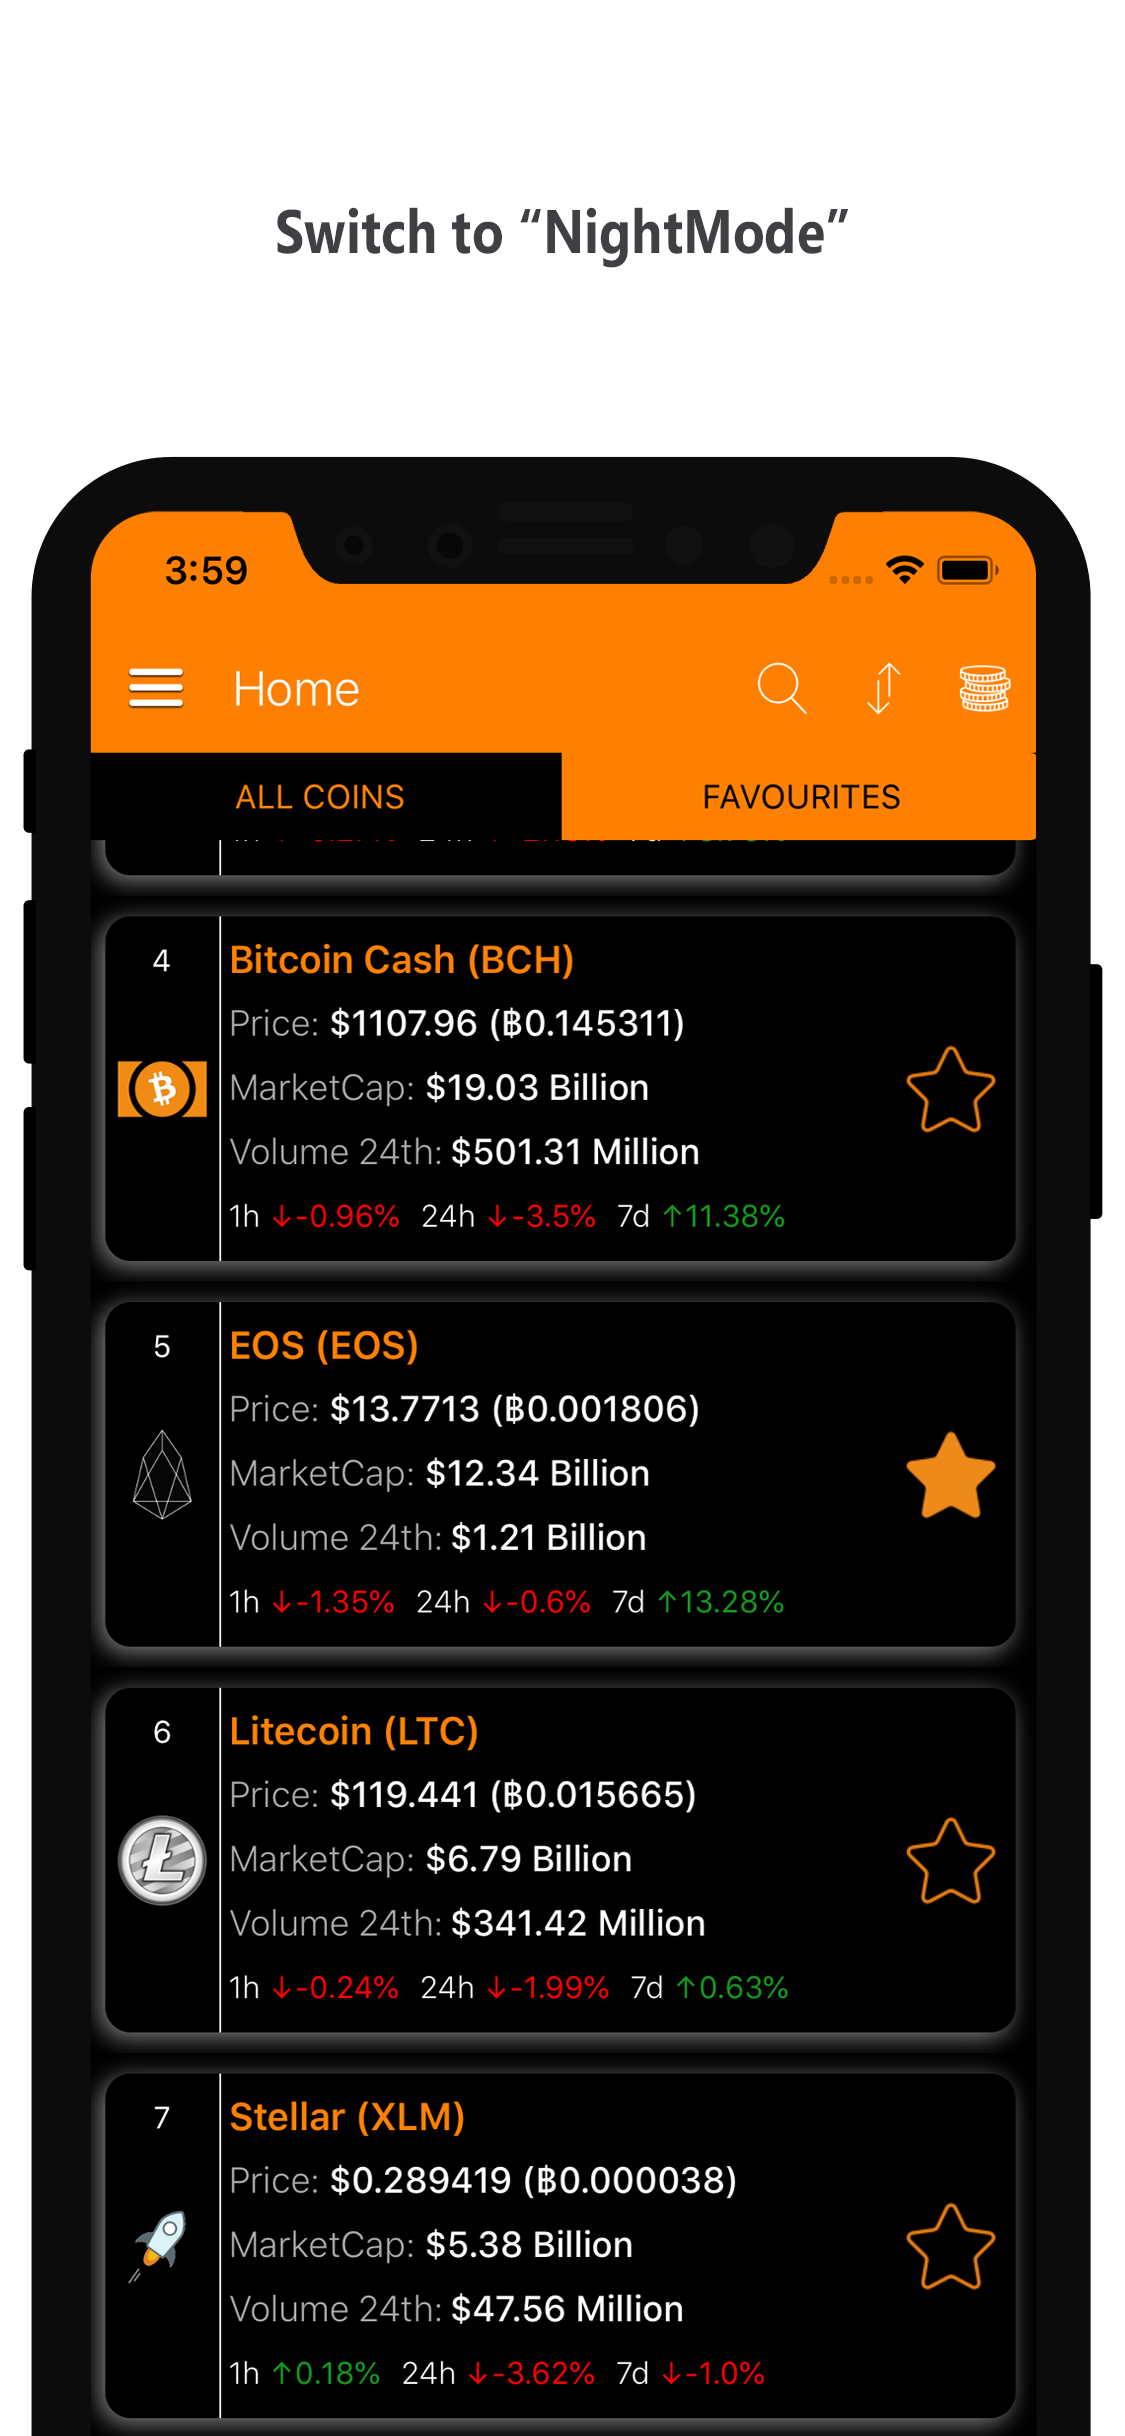 Switch to “NightMode”
3:59
Home
ALL COINS
FAVOURITES
4
Bitcoin Cash (BCH)
Price: $1107.96 (฿0.145311)
MarketCap: $19.03 Billion
Volume 24th: $501.31 Million
1h ↓-0.96% 24h ↓-3.5% 7d ↑11.38%
5
EOS (EOS)
Price: $13.7713 (฿0.001806)
MarketCap: $12.34 Billion
Volume 24th: $1.21 Billion
1h ↓-1.35% 24h ↓-0.6% 7d ↑13.28%
6
Litecoin (LTC)
Price: $119.441 (฿0.015665)
MarketCap: $6.79 Billion
Volume 24th: $341.42 Million
1h ↓-0.24% 24h ↓-1.99% 7d ↑0.63%
7
Stellar (XLM)
Price: $0.289419 (฿0.000038)
MarketCap: $5.38 Billion
Volume 24th: $47.56 Million
1h ↑0.18% 24h ↓-3.62% 7d ↓-1.0%